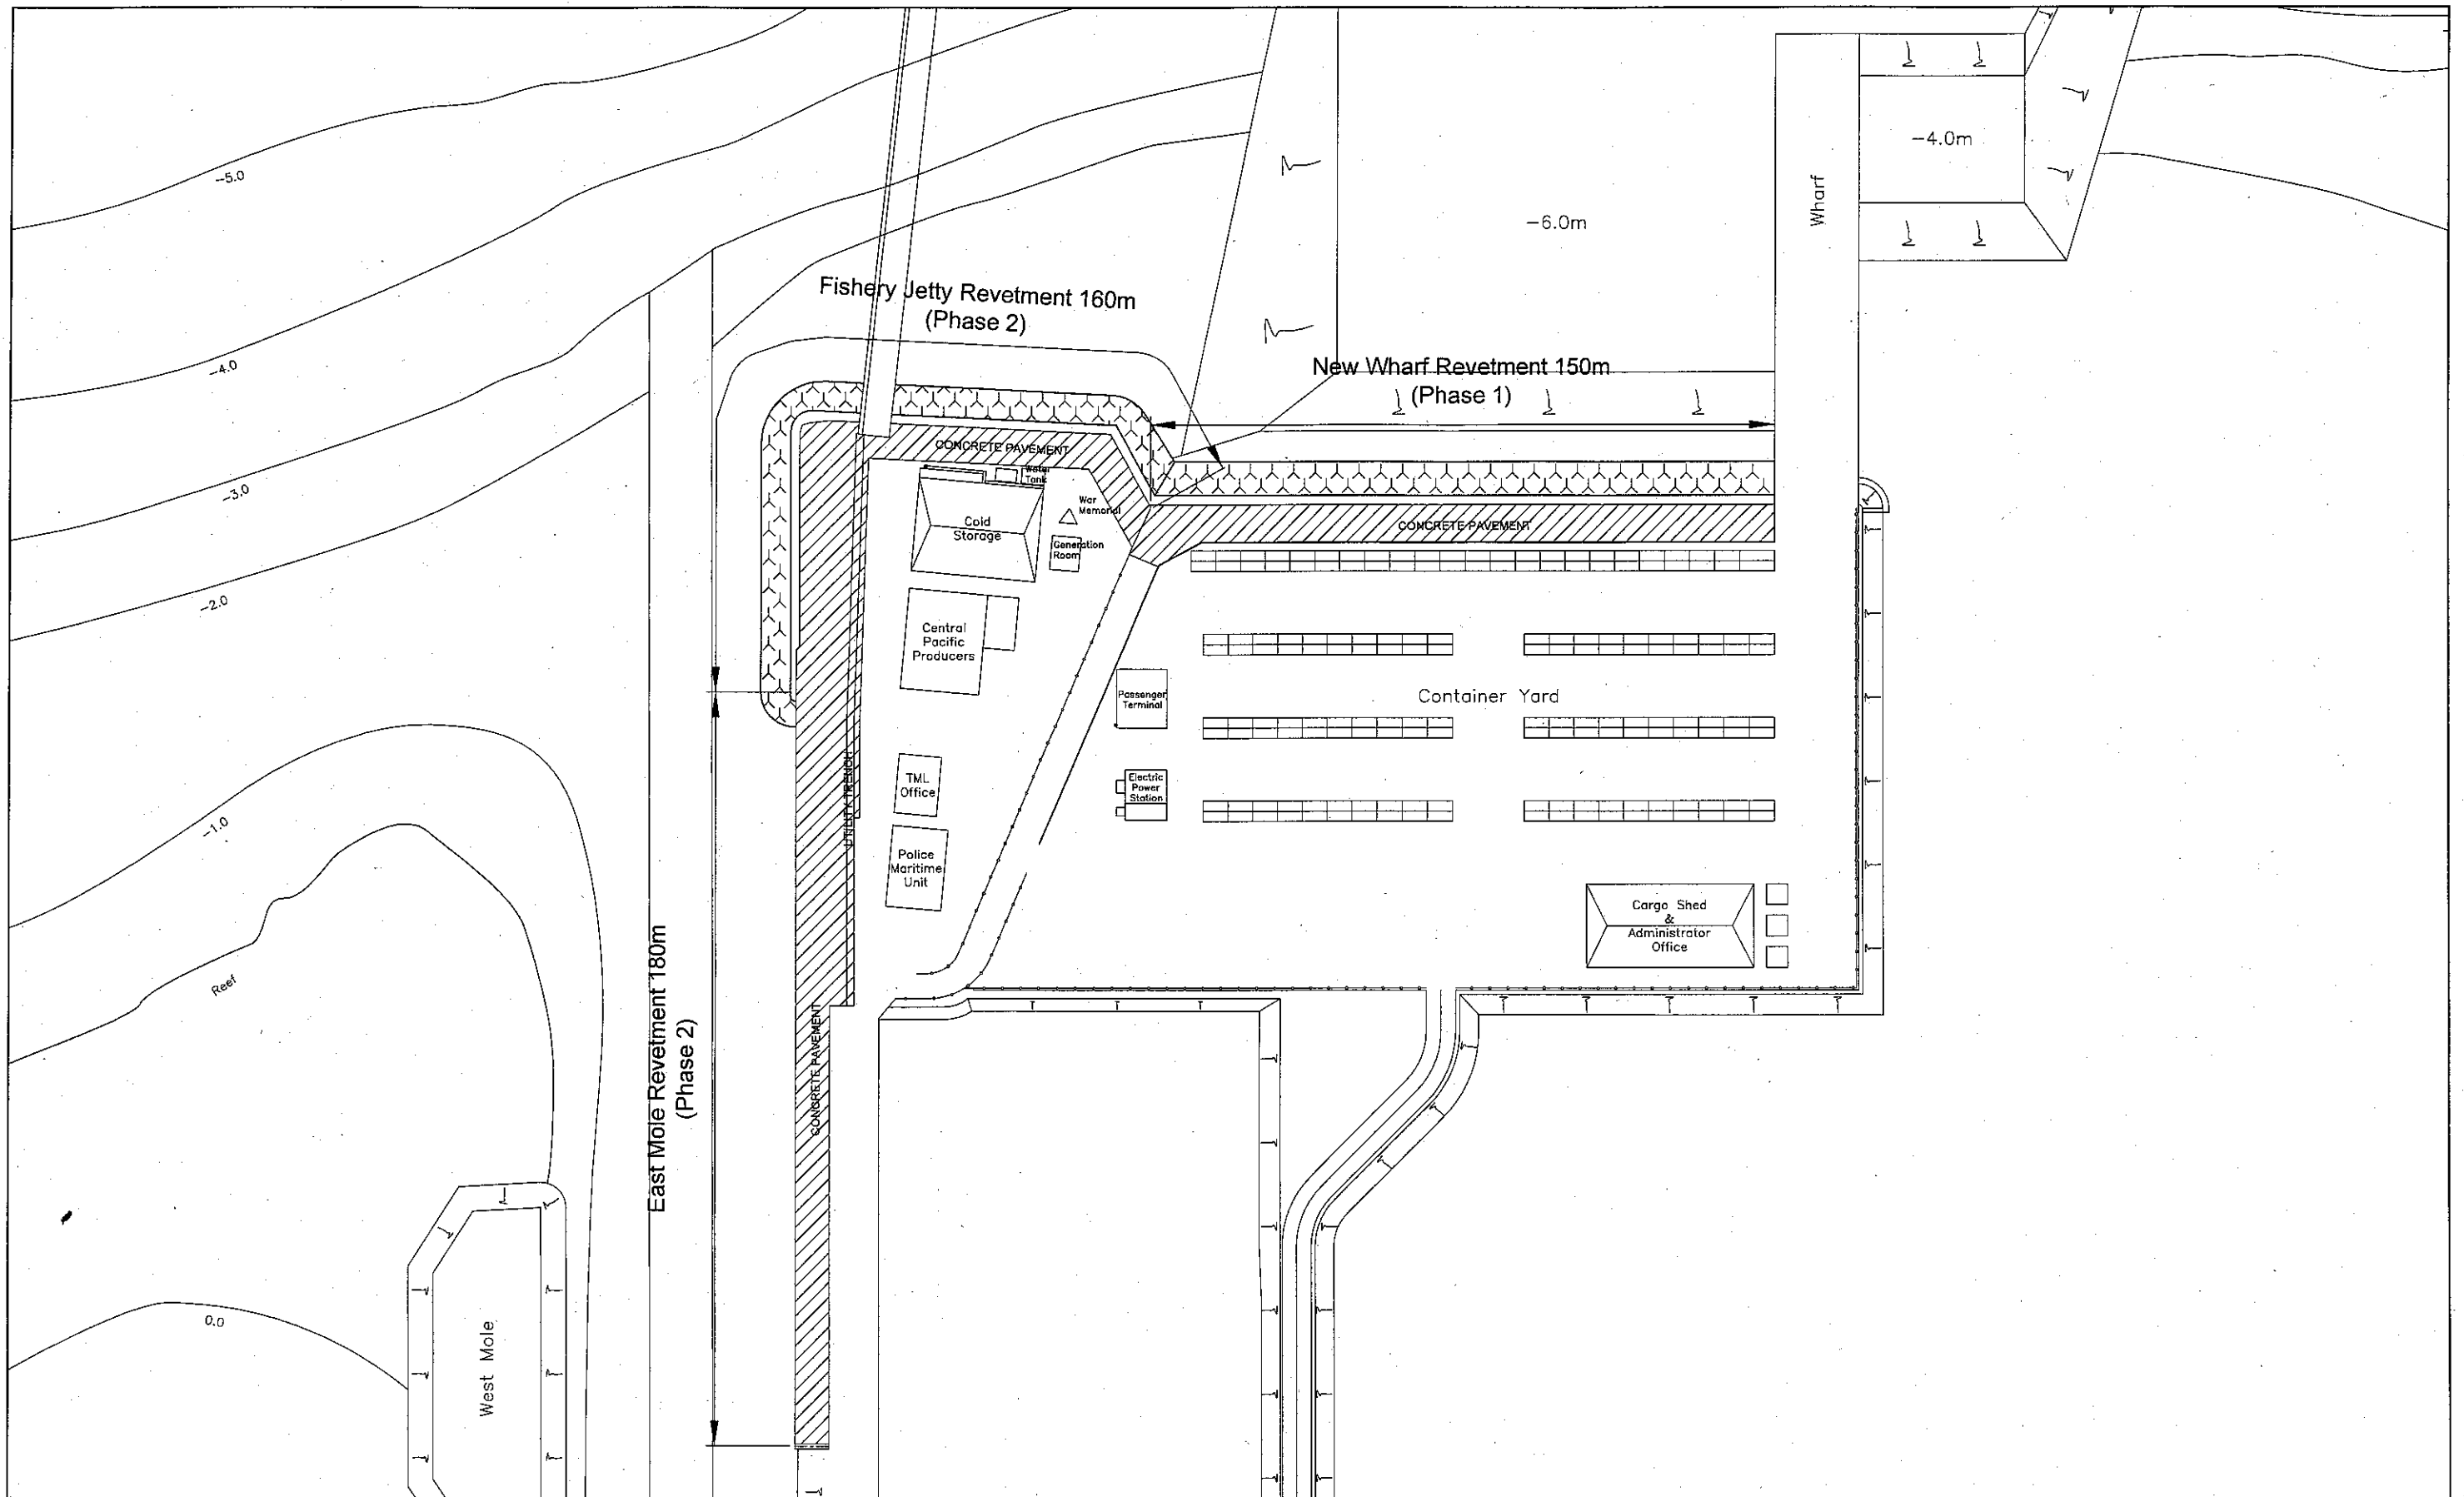 -4.0m
Wharf
-5.0
-6.0m
Fishery Jetty Revetment 160m
(Phase 2)
-4.0
New Wharf Revetment 150m
(Phase 1)
CONCRETE PAVEMENT
Water
Tank
-3.0
War
Memorial
Cold
Storage
CONCRETE PAVEMENT
Generation
Room
-2.0
Central
Pacific
Producers
Passenger
Terminal
Container Yard
UTILITY TRENCH
TML
Office
Electric
Power
Station
-1.0
Police
Maritime
Unit
Cargo Shed
&
Administrator
Office
Reef
East Mole Revetment 180m
(Phase 2)
CONCRETE PAVEMENT
0.0
West Mole